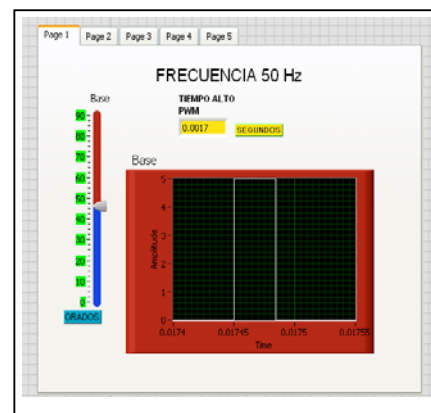 Page 1 Page 2 Page 3 Page 4 Page 5
FRECUENCIA 50 Hz
Base
TIEMPO ALTO
PWM
0.0017 SEGUNDOS
90
80
70
60
50
40
30
20
10
0
GRADOS
Base
Amplitude
5
4
3
2
1
0
0.0174 0.01745 0.0175 0.01755
Time